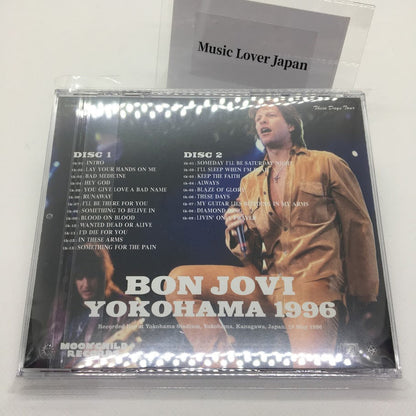 Music Lover Japan
These Days Tour
DISC 1
INTRO
LAY YOUR HANDS ON ME
BAD MEDICINE
HEY GOD
YOU GIVE LOVE A BAD NAME
RUNAWAY
I'LL BE THERE FOR YOU
SOMETHING TO BELIVE IN
BLOOD ON BLOOD
WANTED DEAD OR ALIVE
I'D DIE FOR YOU
IN THESE ARMS
SOMETHING FOR THE PAIN
DISC 2
SOMEDAY I'LL BE SATURDAY NIGHT
I'LL SLEEP WHEN I'M
KEEP THE FAITH
ALWAYS
BLAZE OF GLORY
THESE DAYS
MY GUITAR LIES BLEEDING IN MY ARMS
DIAMOND
LIVIN' ON PRAYER
BON JOVI
YOKOHAMA 1996
Recorded live at Yokohama Stadium, Yokohama, Kanagawa, Japan, May 1996
MOONCHILD
RECORDS